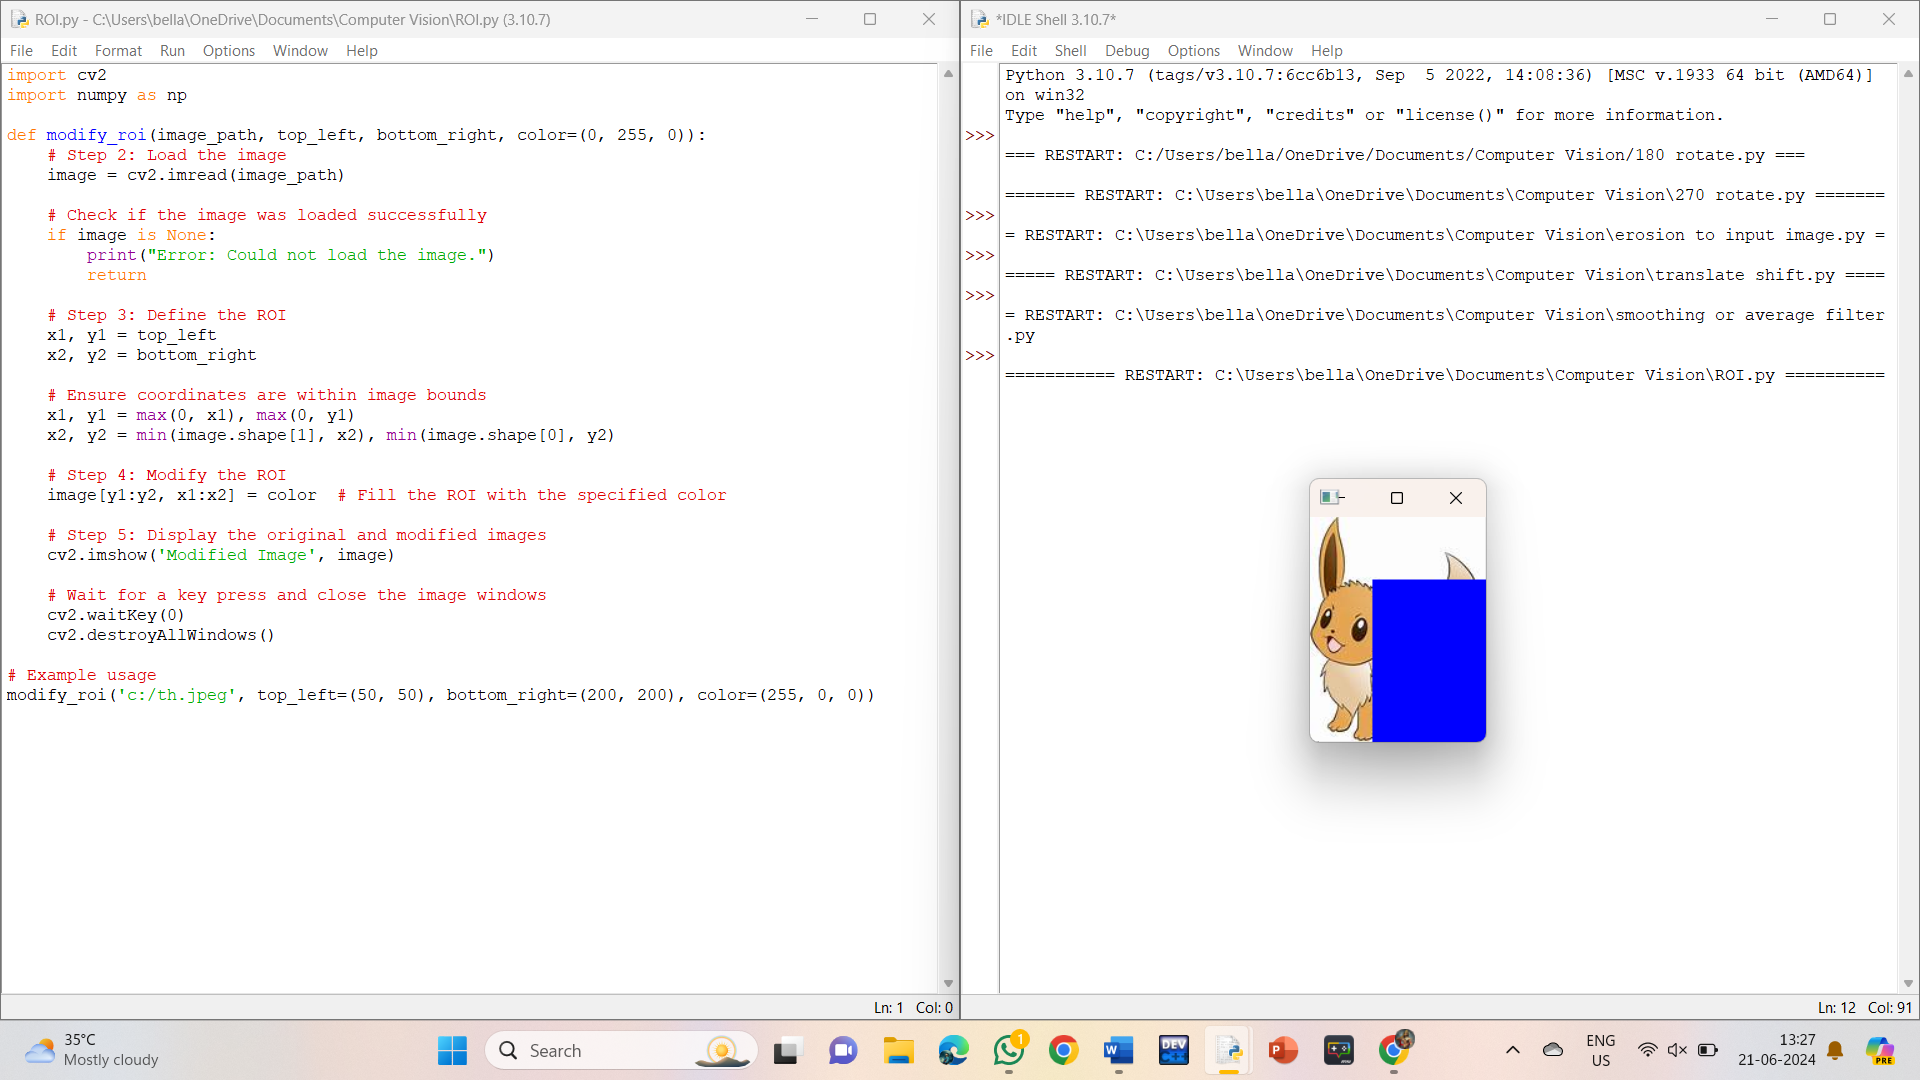 ROI.py - C:\Users\bella\OneDrive\Documents\Computer Vision\ROI.py (3.10.7)
File Edit Format Run Options Window Help
import cv2
import numpy as np
def modify_roi(image_path, top_left, bottom_right, color=(0, 255, 0)):
    # Step 2: Load the image
    image = cv2.imread(image_path)
    # Check if the image was loaded successfully
    if image is None:
        print("Error: Could not load the image.")
        return
    # Step 3: Define the ROI
    x1, y1 = top_left
    x2, y2 = bottom_right
    # Ensure coordinates are within image bounds
    x1, y1 = max(0, x1), max(0, y1)
    x2, y2 = min(image.shape[1], x2), min(image.shape[0], y2)
    # Step 4: Modify the ROI
    image[y1:y2, x1:x2] = color  # Fill the ROI with the specified color
    # Step 5: Display the original and modified images
    cv2.imshow('Modified Image', image)
    # Wait for a key press and close the image windows
    cv2.waitKey(0)
    cv2.destroyAllWindows()
# Example usage
modify_roi('c:/th.jpeg', top_left=(50, 50), bottom_right=(200, 200), color=(255, 0, 0))
Ln: 1 Col: 0
*IDLE Shell 3.10.7*
File Edit Shell Debug Options Window Help
Python 3.10.7 (tags/v3.10.7:6cc6b13, Sep  5 2022, 14:08:36) [MSC v.1933 64 bit (AMD64)]
on win32
Type "help", "copyright", "credits" or "license()" for more information.
>>>
=== RESTART: C:/Users/bella/OneDrive/Documents/Computer Vision/180 rotate.py ===
======= RESTART: C:\Users\bella\OneDrive\Documents\Computer Vision\270 rotate.py =======
>>>
= RESTART: C:\Users\bella\OneDrive\Documents\Computer Vision\erosion to input image.py =
>>>
===== RESTART: C:\Users\bella\OneDrive\Documents\Computer Vision\translate shift.py ====
>>>
= RESTART: C:\Users\bella\OneDrive\Documents\Computer Vision\smoothing or average filter
.py
>>>
=========== RESTART: C:\Users\bella\OneDrive\Documents\Computer Vision\ROI.py ==========
Ln: 12 Col: 91
35°C
Mostly cloudy
Search
1
W
DEV
P
ENG
US
13:27
21-06-2024
PRE